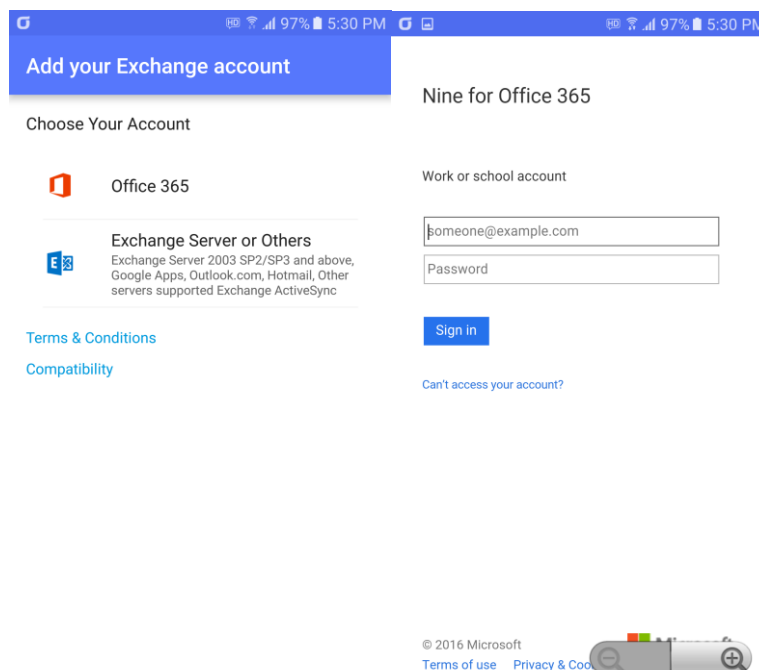 97% 5:30 PM
Add your Exchange account
Choose Your Account
Office 365
Exchange Server or Others
Exchange Server 2003 SP2/SP3 and above,
Google Apps, Outlook.com, Hotmail, Other
servers supported Exchange ActiveSync
Terms & Conditions
Compatibility
97% 5:30 PM
Nine for Office 365
Work or school account
someone@example.com
Password
Sign in
Can't access your account?
© 2016 Microsoft
Terms of use Privacy &